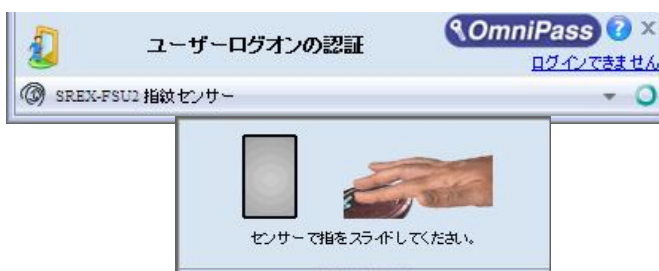 ユーザーログオンの認証
OmniPass
ログインできません
SREX-FSU2 指紋センサー
センサーで指をスライドしてください。